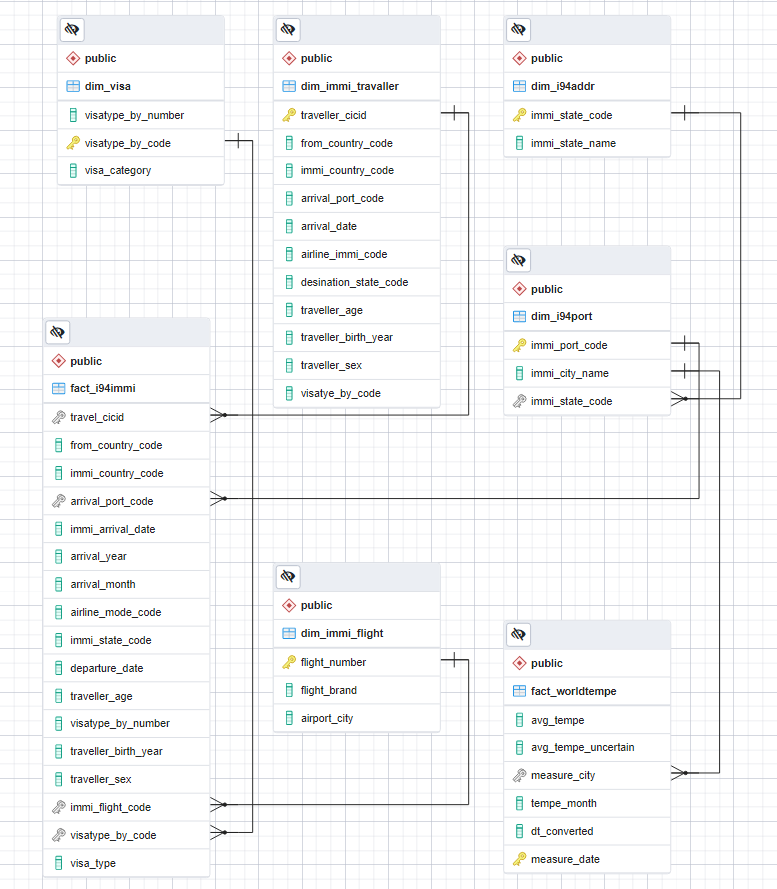 public
dim_visa
visatype_by_number
visatype_by_code
visa_category
public
dim_immi_travaller
traveller_cicid
from_country_code
immi_country_code
arrival_port_code
arrival_date
airline_immi_code
desination_state_code
traveller_age
traveller_birth_year
traveller_sex
visatye_by_code
public
dim_i94addr
immi_state_code
immi_state_name
public
dim_i94port
immi_port_code
immi_city_name
immi_state_code
public
fact_i94immi
travel_cicid
from_country_code
immi_country_code
arrival_port_code
immi_arrival_date
arrival_year
arrival_month
airline_mode_code
immi_state_code
departure_date
traveller_age
visatype_by_number
traveller_birth_year
traveller_sex
immi_flight_code
visatype_by_code
visa_type
public
dim_immi_flight
flight_number
flight_brand
airport_city
public
fact_worldtempe
avg_tempe
avg_tempe_uncertain
measure_city
tempe_month
dt_converted
measure_date